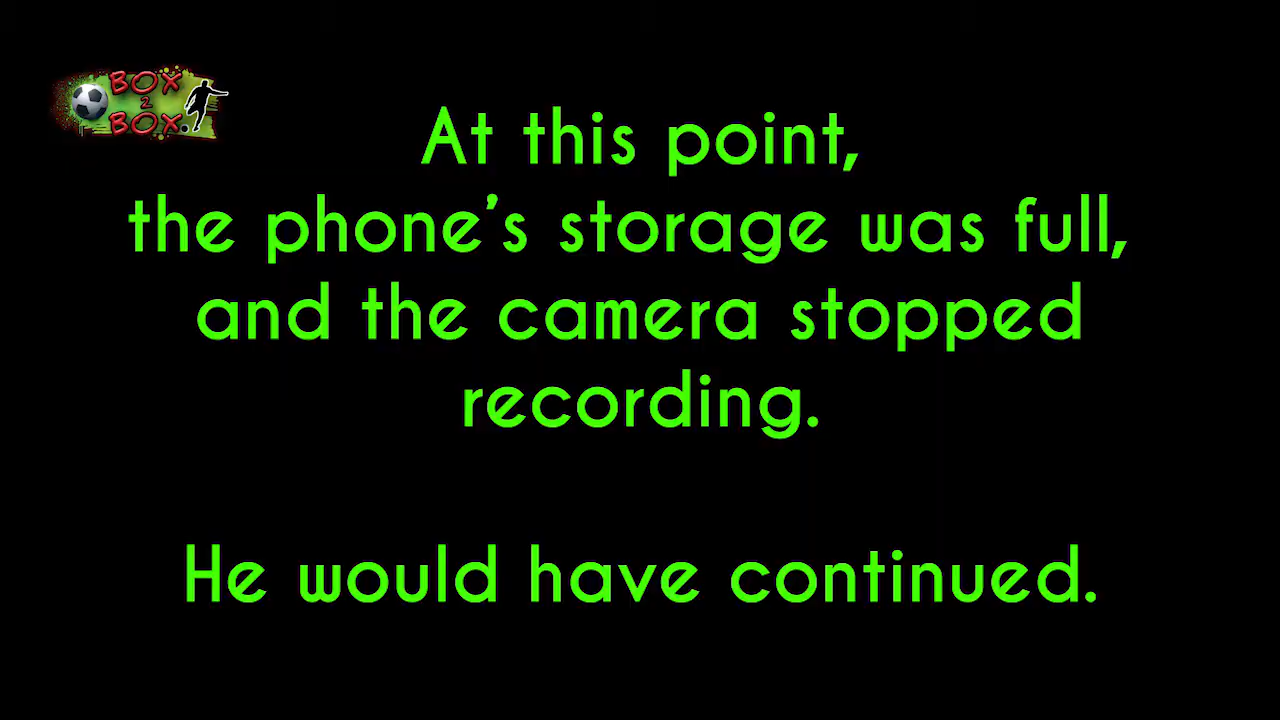 BOX
2
BOX
At this point,
the phone's storage was full,
and the camera stopped
recording.
He would have continued.